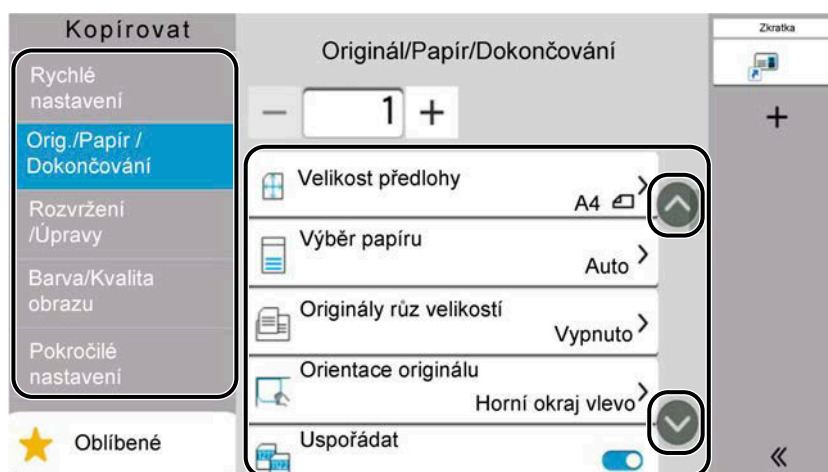 Kopírovat
Rychlé
nastavení
Orig./Papír /
Dokončování
Rozvržení
/Úpravy
Barva/Kvalita
obrazu
Pokročilé
nastavení
Oblíbené
Originál/Papír/Dokončování
− 1 +
Velikost předlohy
A4
Výběr papíru
Auto
Originály růz velikostí
Vypnuto
Orientace originálu
Horní okraj vlevo
Uspořádat
Zkratka
+
«